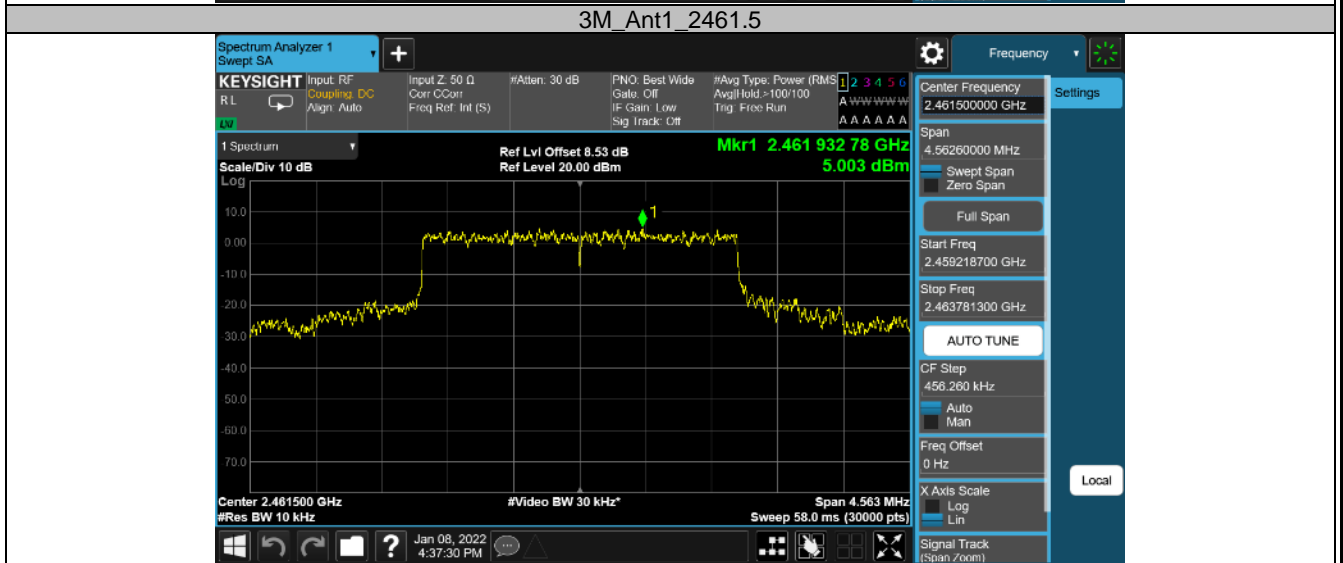 3M_Ant1_2461.5
Spectrum Analyzer 1
Swept SA
+
Frequency
KEYSIGHT
RL
LXI
Input: RF
Coupling: DC
Align: Auto
Input Z: 50 Ω
Corr CCorr
Freq Ref: Int (S)
#Atten: 30 dB
PNO: Best Wide
Gate: Off
IF Gain: Low
Sig Track: Off
#Avg Type: Power (RMS
Avg|Hold:>100/100
Trig: Free Run
1 2 3 4 5 6
A W W W W W
A A A A A A
1 Spectrum
Scale/Div 10 dB
Log
Ref Lvl Offset 8.53 dB
Ref Level 20.00 dBm
Mkr1 2.461 932 78 GHz
5.003 dBm
1
10.0
0.00
-10.0
-20.0
-30.0
-40.0
50.0
-60.0
70.0
Center 2.461500 GHz
#Res BW 10 kHz
#Video BW 30 kHz*
Span 4.563 MHz
Sweep 58.0 ms (30000 pts)
Center Frequency
2.461500000 GHz
Settings
Span
4.56260000 MHz
Swept Span
Zero Span
Full Span
Start Freq
2.459218700 GHz
Stop Freq
2.463781300 GHz
AUTO TUNE
CF Step
456.260 kHz
Auto
Man
Freq Offset
0 Hz
X Axis Scale
Log
Lin
Local
Signal Track
(Span Zoom)
?
Jan 08, 2022
4:37:30 PM